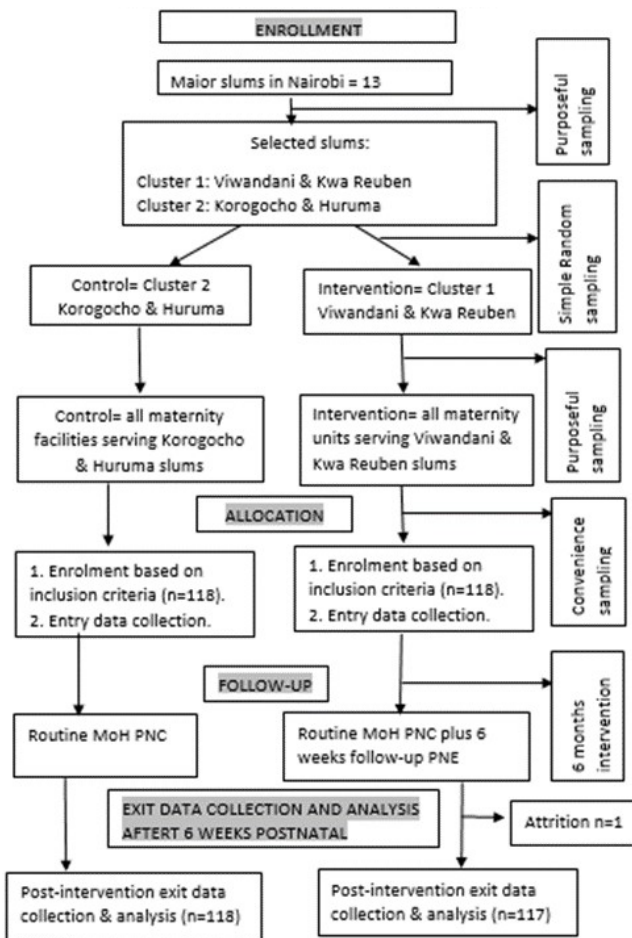 ENROLLMENT
Maior slums in Nairobi = 13
Purposeful
sampling
Selected slums:
Cluster 1: Viwandani & Kwa Reuben
Cluster 2: Korogocho & Huruma
Simple Random
sampling
Control= Cluster 2
Korogocho & Huruma
Intervention= Cluster 1
Viwandani & Kwa Reuben
Control= all maternity
facilities serving Korogocho
& Huruma slums
Intervention= all maternity
units serving Viwandani &
Kwa Reuben slums
Purposeful
sampling
ALLOCATION
1. Enrolment based on
inclusion criteria (n=118).
2. Entry data collection.
1. Enrolment based on
inclusion criteria (n=118).
2. Entry data collection.
Convenience
sampling
FOLLOW-UP
Routine MoH PNC
Routine MoH PNC plus 6
weeks follow-up PNE
6 months
intervention
EXIT DATA COLLECTION AND ANALYSIS
AFTERT 6 WEEKS POSTNATAL
Attrition n=1
Post-intervention exit data
collection & analysis (n=118)
Post-intervention exit data
collection & analysis (n=117)